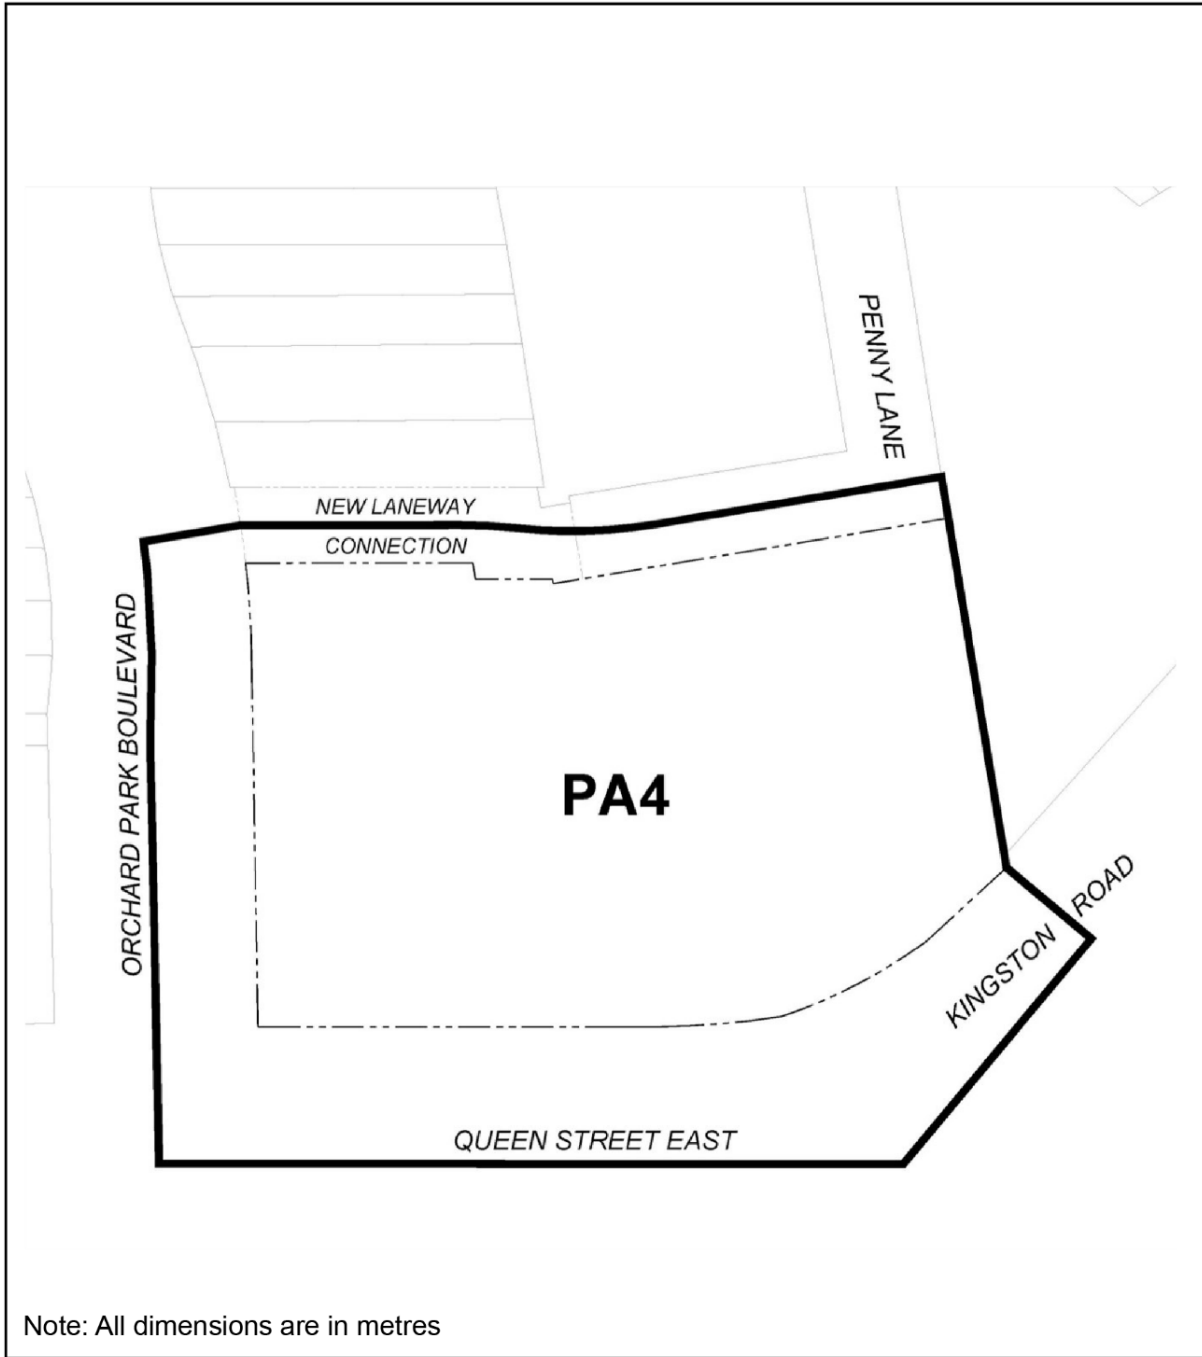 PENNY LANE
NEW LANEWAY
CONNECTION
ORCHARD PARK BOULEVARD
PA4
KINGSTON ROAD
QUEEN STREET EAST
Note: All dimensions are in metres